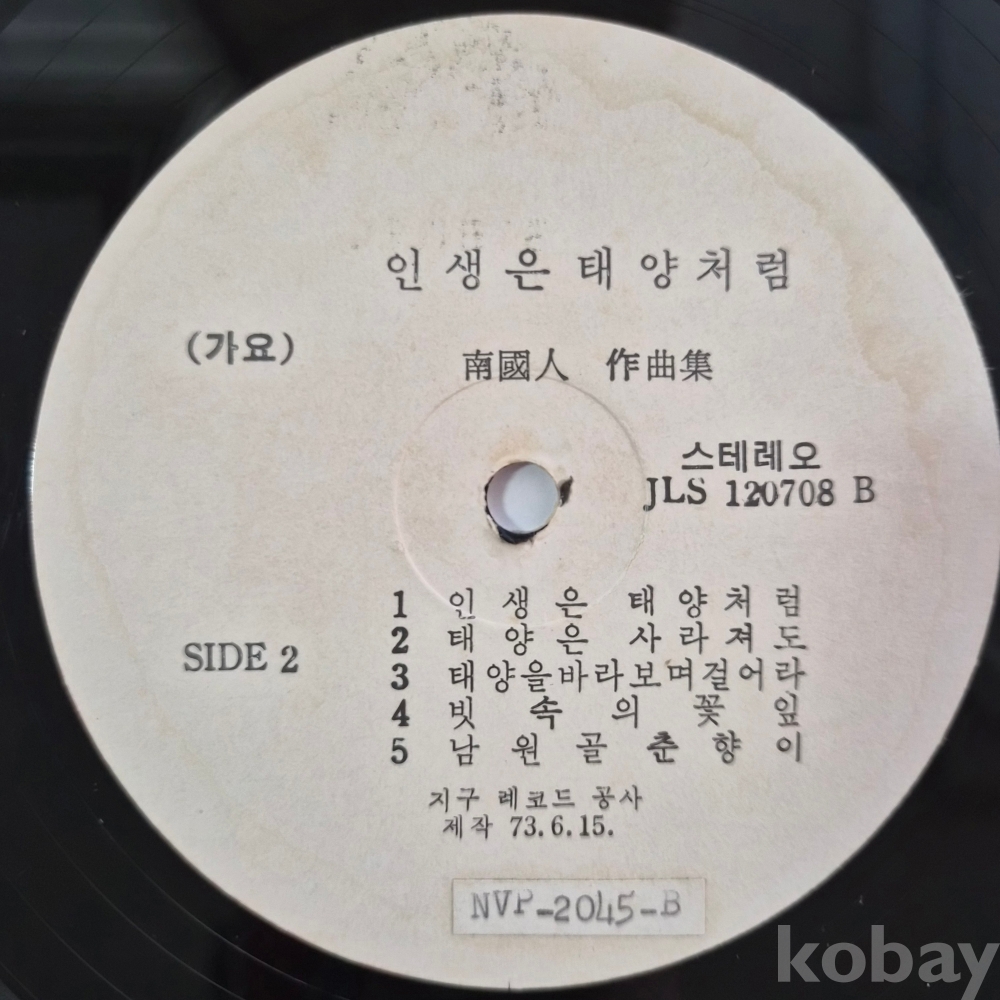 인생은태양처럼
(가요)
南國人 作曲集
스테레오
JLS 120708 B
SIDE 2
1 인생은 태양처럼
2 태양은 사라져도
3 태양을바라보며걸어라
4 빗속의 꽃잎
5 남원골 춘향이
지구 레코드 공사
제작 73.6.15.
NVP-2045-B
kobay